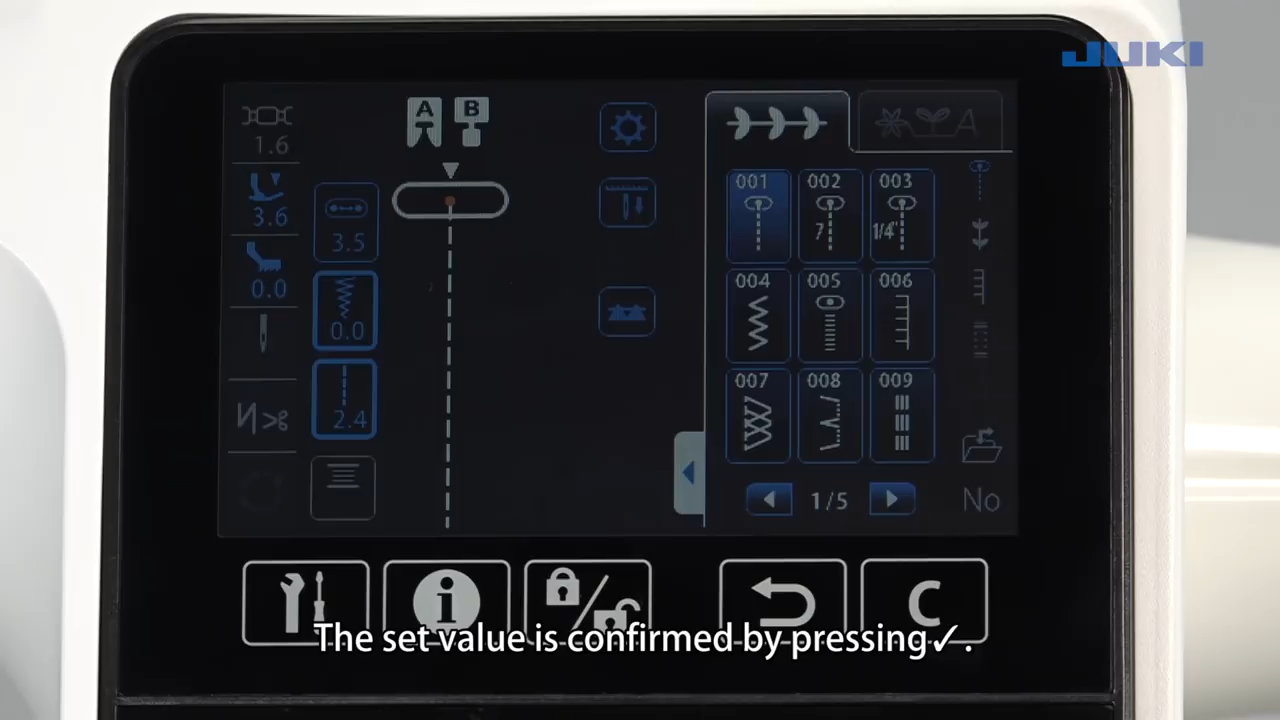 JUKI
A B
1.6
3.6
3.5
0.0
0.0
2.4
001 002 003
7 1/4"
004 005 006
007 008 009
1/5
No
A
i
C
The set value is confirmed by pressing✓.